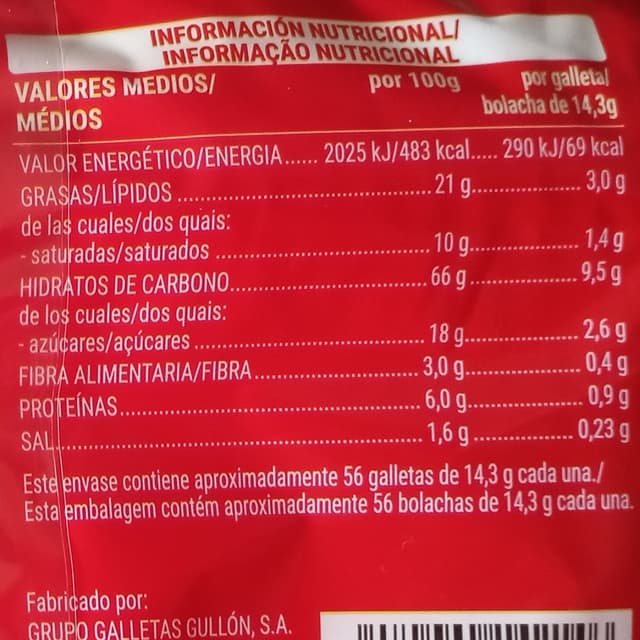 INFORMACIÓN NUTRICIONAL/
INFORMAÇÃO NUTRICIONAL
VALORES MEDIOS/ por 100g por galleta/
MÉDIOS bolacha de 14,3g
VALOR ENERGÉTICO/ENERGIA...... 2025 kJ/483 kcal..... 290 kJ/69 kcal
GRASAS/LÍPIDOS ........ 21 g........ 3,0 g
de las cuales/dos quais:
- saturadas/saturados ........ 10 g........ 1,4 g
HIDRATOS DE CARBONO........ 66 g........ 9,5 g
de los cuales/dos quais:
- azúcares/açúcares ........ 18 g........ 2,6 g
FIBRA ALIMENTARIA/FIBRA ........ 3,0 g........ 0,4 g
PROTEÍNAS........ 6,0 g........ 0,9 g
SAL........ 1,6 g ........ 0,23 g
Este envase contiene aproximadamente 56 galletas de 14,3 g cada una./
Esta embalagem contém aproximadamente 56 bolachas de 14,3 g cada una.
Fabricado por:
GRUPO GALLETAS GULLÓN, S.A.